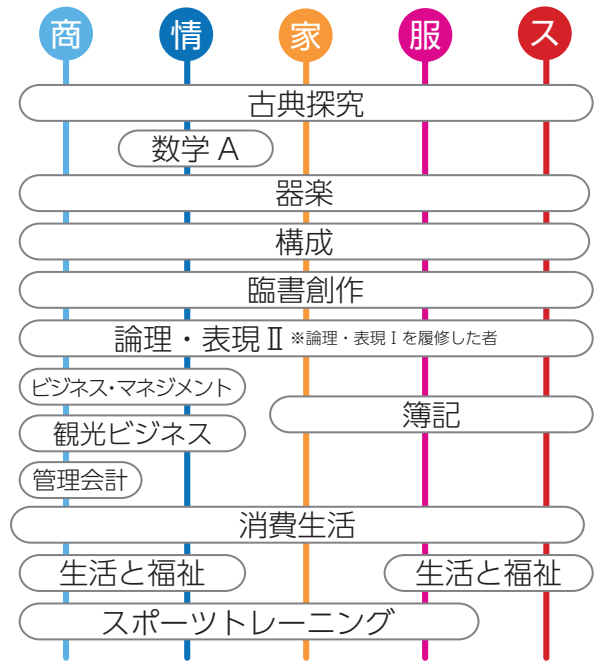 商 情 家 服 ス
古典探究
数学 A
器楽
構成
臨書創作
論理・表現Ⅱ ※論理・表現Ⅰを履修した者
ビジネス・マネジメント
簿記
観光ビジネス
管理会計
消費生活
生活と福祉 生活と福祉
スポーツトレーニング